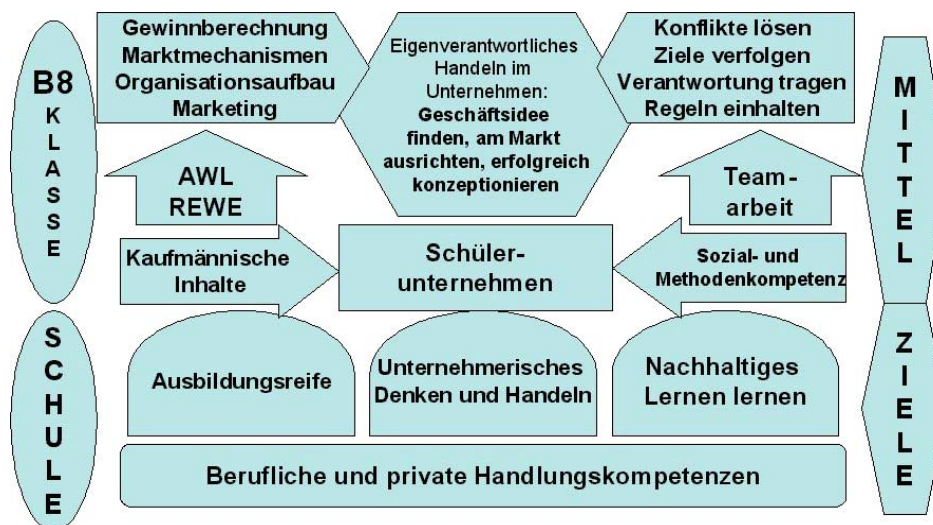 B8
KLASSE
Gewinnberechnung
Marktmechanismen
Organisationsaufbau
Marketing
Eigenverantwortliches
Handeln im
Unternehmen:
Geschäftsidee
finden, am Markt
ausrichten, erfolgreich
konzeptionieren
Konflikte lösen
Ziele verfolgen
Verantwortung tragen
Regeln einhalten
MITTEL
AWL
REWE
Team-
arbeit
Kaufmännische
Inhalte
Schüler-
unternehmen
Sozial- und
Methodenkompetenz
SCHULE
Ausbildungsreife
Unternehmerisches
Denken und Handeln
Nachhaltiges
Lernen lernen
ZIELE
Berufliche und private Handlungskompetenzen